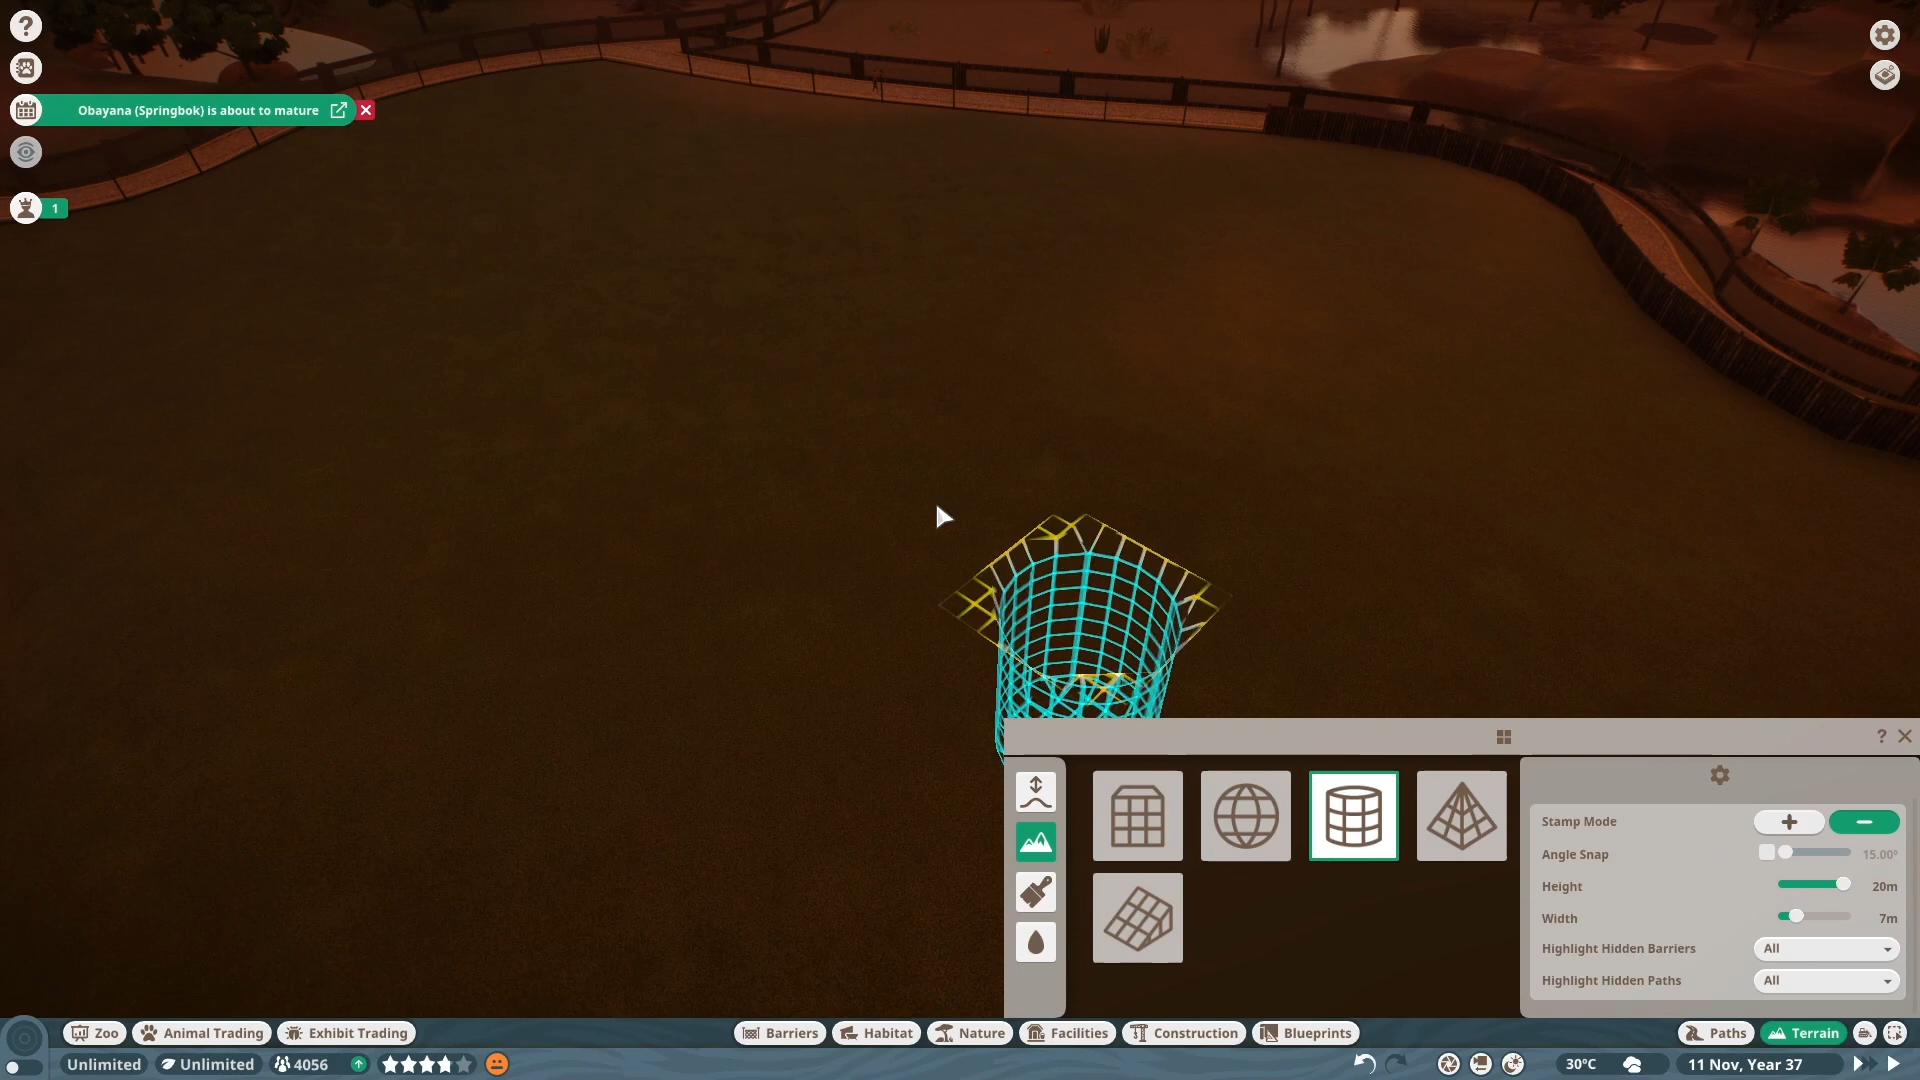 ?
Obayana (Springbok) is about to mature
1
?
Stamp Mode
Angle Snap 15.00°
Height 20m
Width 7m
Highlight Hidden Barriers All
Highlight Hidden Paths All
Zoo Animal Trading Exhibit Trading Barriers Habitat Nature Facilities Construction Blueprints Paths Terrain
Unlimited Unlimited 4056 30°C 11 Nov, Year 37